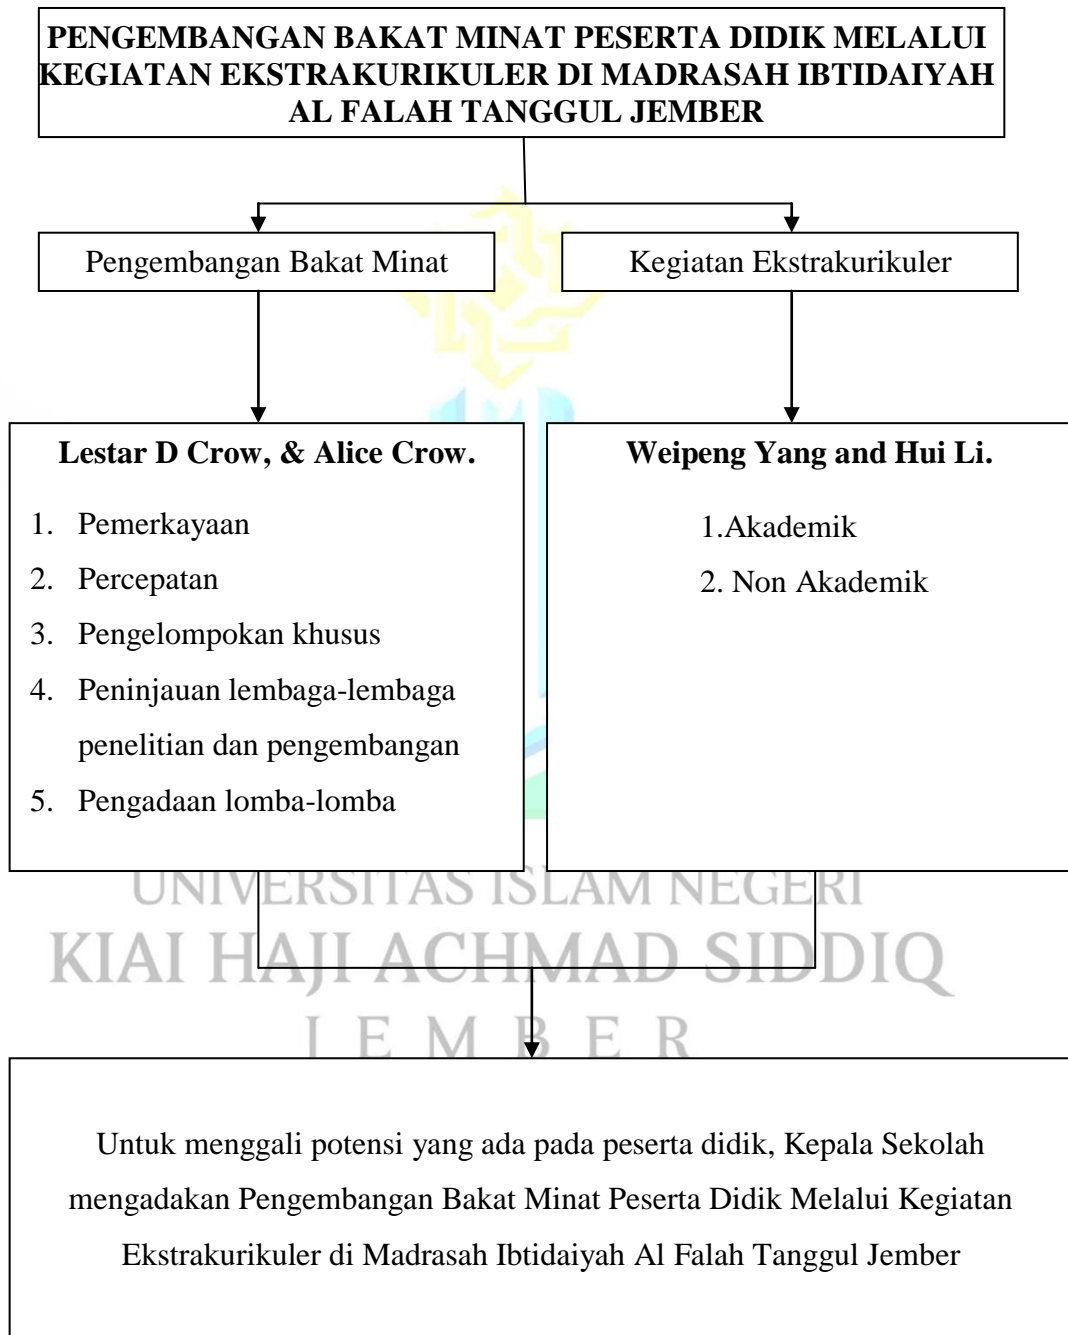 PENGEMBANGAN BAKAT MINAT PESERTA DIDIK MELALUI
KEGIATAN EKSTRAKURIKULER DI MADRASAH IBTIDAIYAH
AL FALAH TANGGUL JEMBER
Pengembangan Bakat Minat
Kegiatan Ekstrakurikuler
Lestar D Crow, & Alice Crow.
1. Pemerkayaan
2. Percepatan
3. Pengelompokan khusus
4. Peninjauan lembaga-lembaga
penelitian dan pengembangan
5. Pengadaan lomba-lomba
Weipeng Yang and Hui Li.
1.Akademik
2. Non Akademik
UNIVERSITAS ISLAM NEGERI
KIAI HAJI ACHMAD SIDDIQ
JEMBER
Untuk menggali potensi yang ada pada peserta didik, Kepala Sekolah
mengadakan Pengembangan Bakat Minat Peserta Didik Melalui Kegiatan
Ekstrakurikuler di Madrasah Ibtidaiyah Al Falah Tanggul Jember